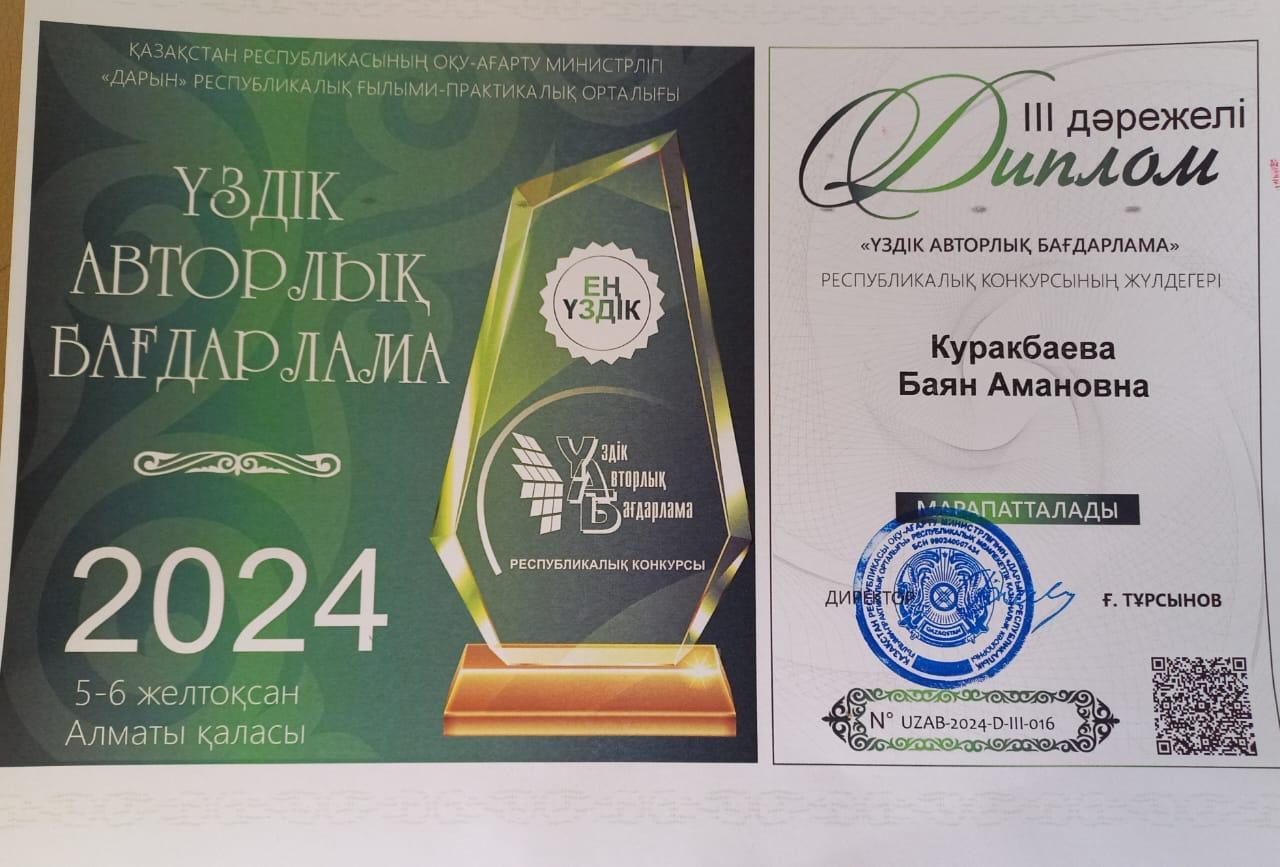 ҚАЗАҚСТАН РЕСПУБЛИКАСЫНЫҢ ОҚУ-АҒАРТУ МИНИСТРЛІГІ
«ДАРЫН» РЕСПУБЛИКАЛЫҚ ҒЫЛЫМИ-ПРАКТИКАЛЫҚ ОРТАЛЫҒЫ
ҮЗДІК
АВТОРЛЫҚ
БАҒДАРЛАМА
2024
5-6 желтоқсан
Алматы қаласы
ЕҢ
ҮЗДІК
Үздік
Авторлық
Бағдарлама
РЕСПУБЛИКАЛЫҚ КОНКУРСЫ
III дәрежелі
Диплом
«ҮЗДІК АВТОРЛЫҚ БАҒДАРЛАМА»
РЕСПУБЛИКАЛЫҚ КОНКУРСЫНЫҢ ЖҮЛДЕГЕРІ
Куракбаева
Баян Амановна
МАРАПАТТАЛАДЫ
ДИРЕКТОР
Ғ. ТҰРСЫНОВ
QAZAQSTAN
N° UZAB-2024-D-III-016